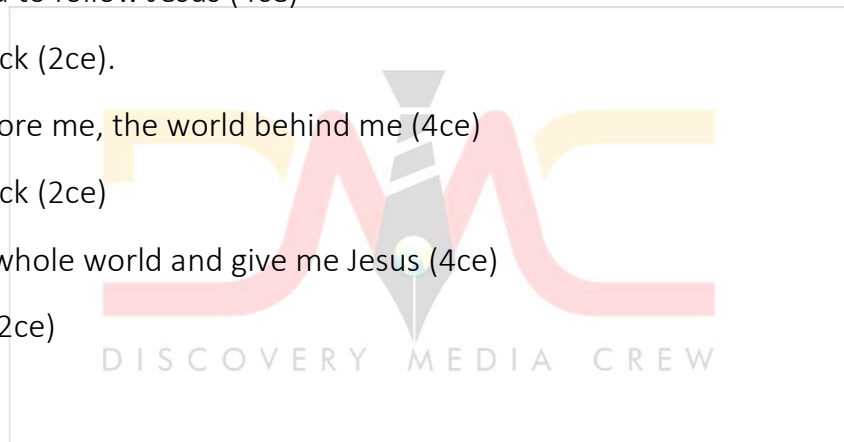 to follow Jesus (4ce)
ck (2ce).
ore me, the world behind me (4ce)
ck (2ce)
whole world and give me Jesus (4ce)
2ce)
DISCOVERY MEDIA CREW